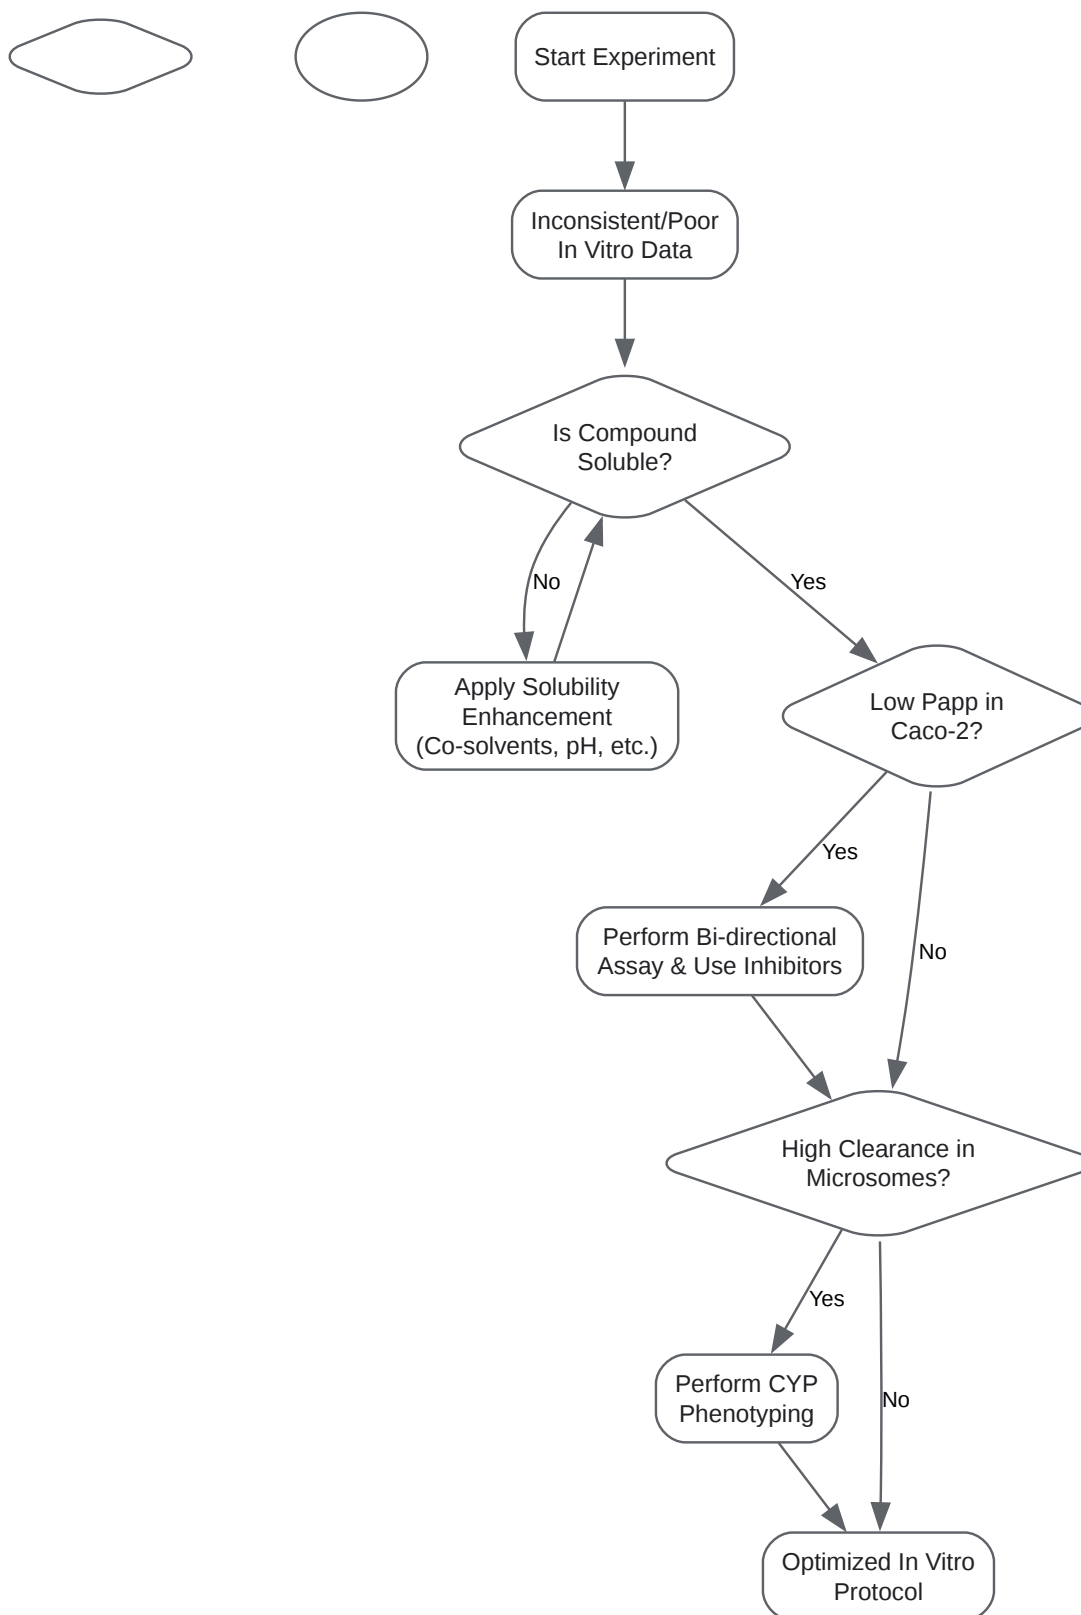 Start Experiment
Inconsistent/Poor
In Vitro Data
Is Compound
Soluble?
No
Yes
Apply Solubility
Enhancement
(Co-solvents, pH, etc.)
Low Papp in
Caco-2?
Yes
No
Perform Bi-directional
Assay & Use Inhibitors
High Clearance in
Microsomes?
Yes
No
Perform CYP
Phenotyping
Optimized In Vitro
Protocol